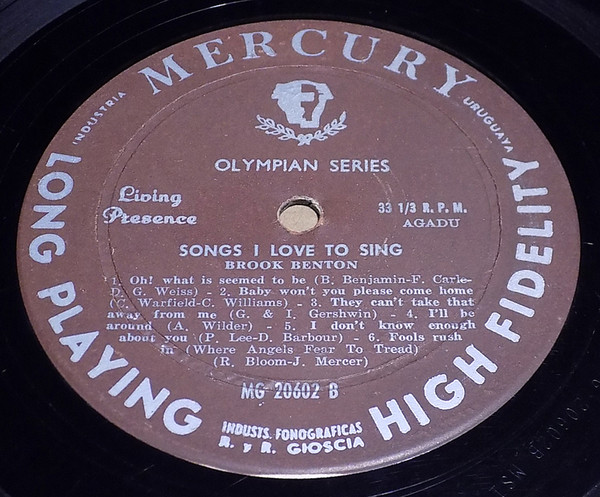 MERCURY
INDUSTRIA
URUGUAYA
OLYMPIAN SERIES
Living
Presence
33 1/3 R. P. M.
AGADU
SONGS I LOVE TO SING
BROOK BENTON
1. Oh! what is seemed to be (B. Benjamin-F. Carle-
D. G. Weiss) - 2. Baby won't you please come home
(C. Warfield-C. Williams) - 3. They can't take that
away from me (G. & I. Gershwin) - 4. I'll be
around (A. Wilder) - 5. I don't know enough
about you (P. Lee-D. Barbour) - 6. Fools rush
in (Where Angels Fear To Tread)
(R. Bloom-J. Mercer)
MG 20602 B
INDUSTS. FONOGRAFICAS
R. y R. GIOSCIA
LONG PLAYING
HIGH FIDELITY